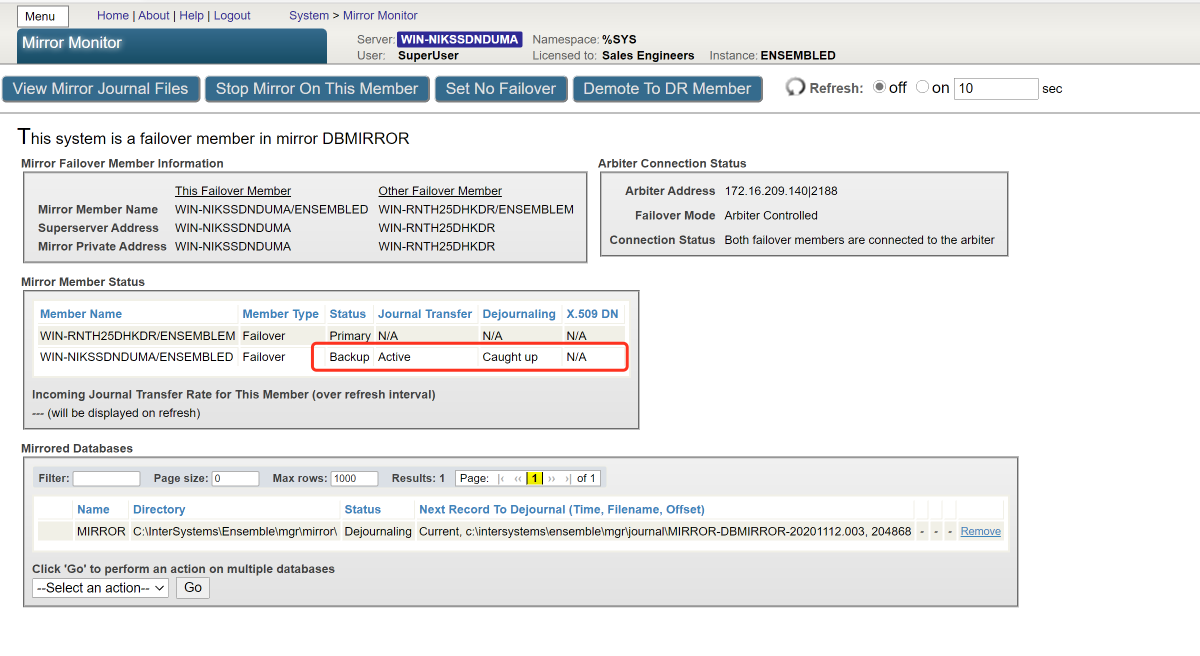 Menu
Home | About | Help | Logout
System > Mirror Monitor
Mirror Monitor
Server: WIN-NIKSSDNDUMA Namespace: %SYS
User: SuperUser Licensed to: Sales Engineers Instance: ENSEMBLED
View Mirror Journal Files
Stop Mirror On This Member
Set No Failover
Demote To DR Member
Refresh: off on 10 sec
This system is a failover member in mirror DBMIRROR
Mirror Failover Member Information
This Failover Member Other Failover Member
Mirror Member Name WIN-NIKSSDNDUMA/ENSEMBLED WIN-RNTH25DHKDR/ENSEMBLEM
Superserver Address WIN-NIKSSDNDUMA WIN-RNTH25DHKDR
Mirror Private Address WIN-NIKSSDNDUMA WIN-RNTH25DHKDR
Arbiter Connection Status
Arbiter Address 172.16.209.140|2188
Failover Mode Arbiter Controlled
Connection Status Both failover members are connected to the arbiter
Mirror Member Status
Member Name Member Type Status Journal Transfer Dejournaling X.509 DN
WIN-RNTH25DHKDR/ENSEMBLEM Failover Primary N/A N/A N/A
WIN-NIKSSDNDUMA/ENSEMBLED Failover Backup Active Caught up N/A
Incoming Journal Transfer Rate for This Member (over refresh interval)
--- (will be displayed on refresh)
Mirrored Databases
Filter: Page size: 0 Max rows: 1000 Results: 1 Page: |‹ ‹‹ 1 ›› ›| of 1
Name Directory Status Next Record To Dejournal (Time, Filename, Offset)
MIRROR C:\InterSystems\Ensemble\mgr\mirror\ Dejournaling Current, c:\intersystems\ensemble\mgr\journal\MIRROR-DBMIRROR-20201112.003, 204868 - - - Remove
Click 'Go' to perform an action on multiple databases
--Select an action-- Go